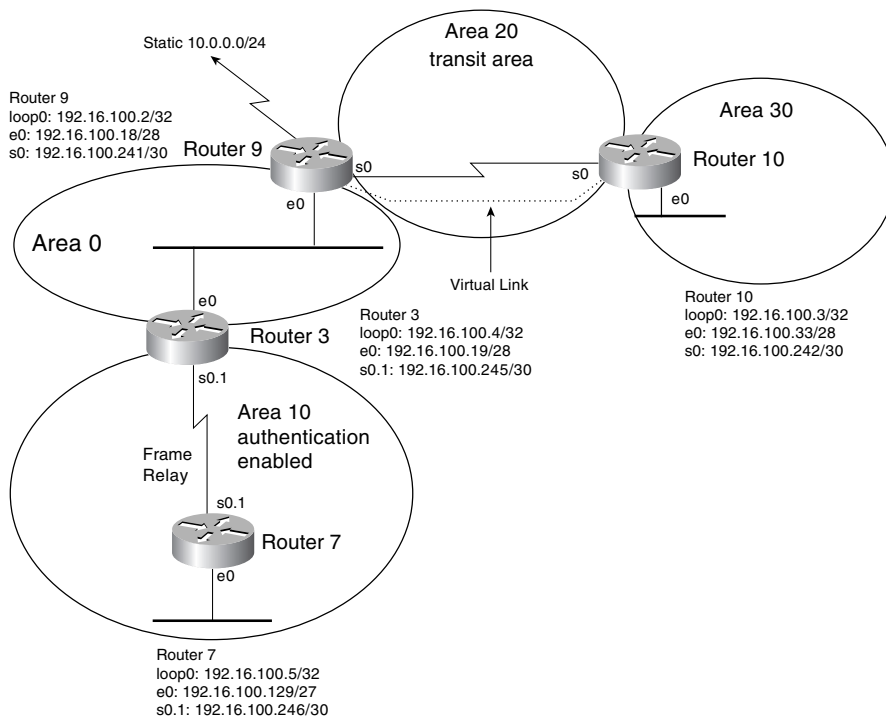 Area 20
transit area
Static 10.0.0.0/24
Router 9
loop0: 192.16.100.2/32
e0: 192.16.100.18/28
s0: 192.16.100.241/30
Router 9
s0
e0
s0
Router 10
Area 30
e0
Area 0
Virtual Link
e0
Router 3
s0.1
Router 3
loop0: 192.16.100.4/32
e0: 192.16.100.19/28
s0.1: 192.16.100.245/30
Router 10
loop0: 192.16.100.3/32
e0: 192.16.100.33/28
s0: 192.16.100.242/30
Area 10
authentication
enabled
Frame
Relay
s0.1
Router 7
e0
Router 7
loop0: 192.16.100.5/32
e0: 192.16.100.129/27
s0.1: 192.16.100.246/30